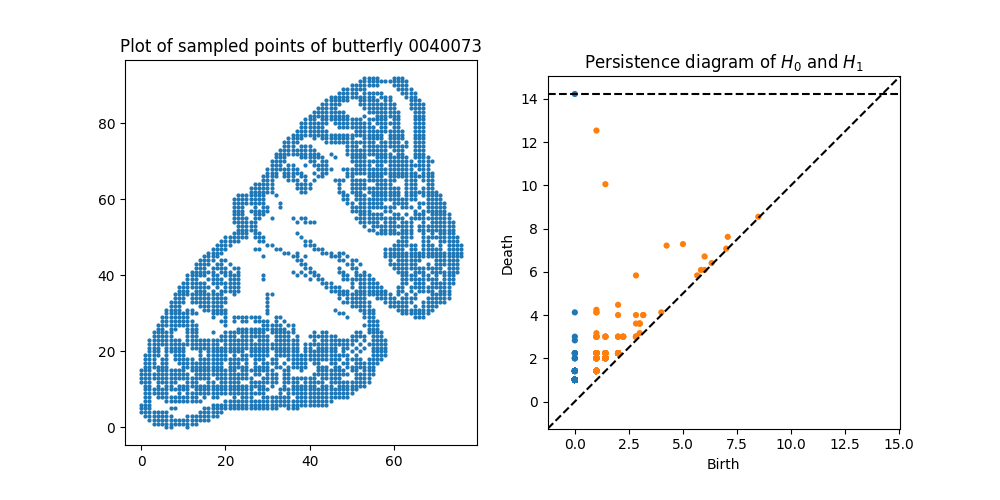 Plot of sampled points of butterfly 0040073
80
60
40
20
0
0 20 40 60
Persistence diagram of $H_0$ and $H_1$
Death
14
12
10
8
6
4
2
0
0.0 2.5 5.0 7.5 10.0 12.5 15.0
Birth